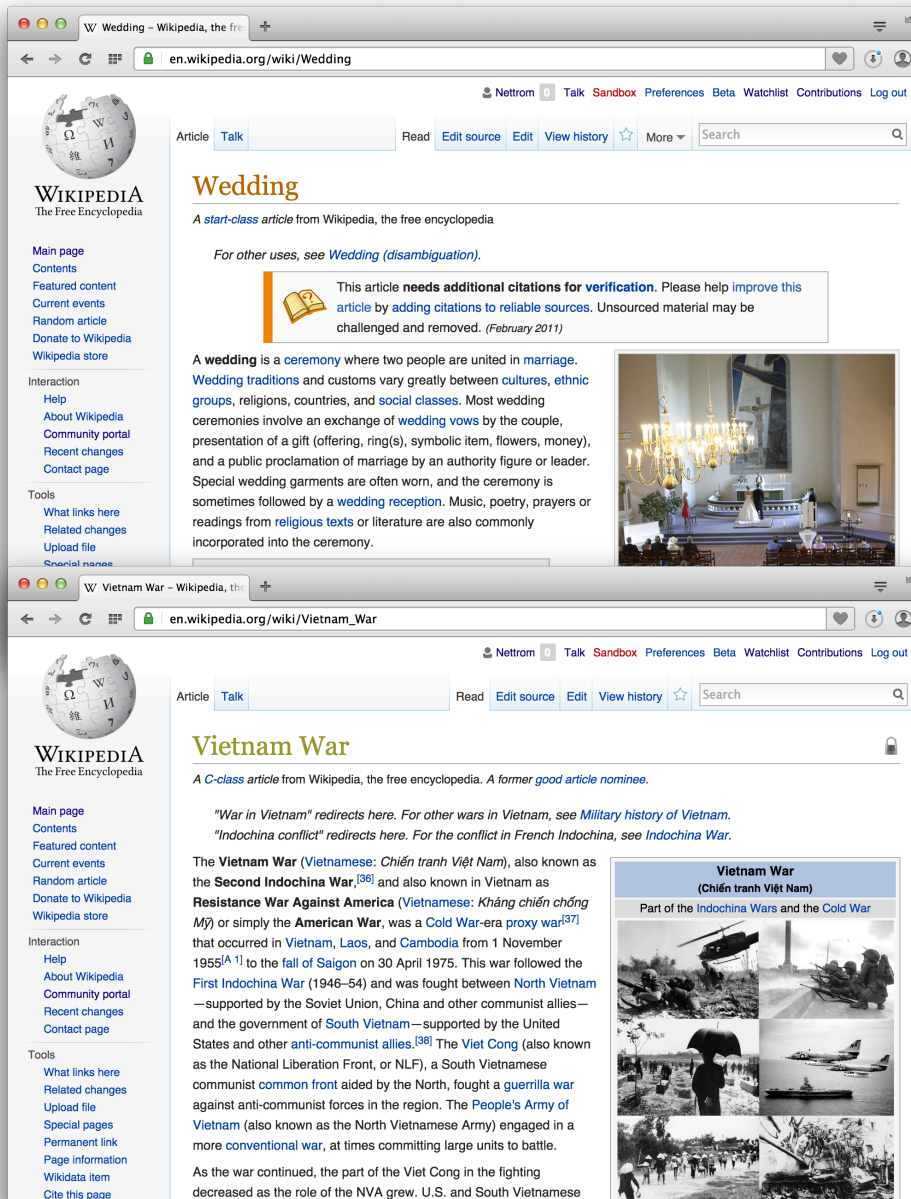 W Wedding – Wikipedia, the fre
en.wikipedia.org/wiki/Wedding
Nettrom 0 Talk Sandbox Preferences Beta Watchlist Contributions Log out
Article Talk Read Edit source Edit View history More Search
WIKIPEDIA
The Free Encyclopedia
Main page
Contents
Featured content
Current events
Random article
Donate to Wikipedia
Wikipedia store
Interaction
Help
About Wikipedia
Community portal
Recent changes
Contact page
Tools
What links here
Related changes
Upload file
Special pages
Wedding
A start-class article from Wikipedia, the free encyclopedia
For other uses, see Wedding (disambiguation).
This article needs additional citations for verification. Please help improve this
article by adding citations to reliable sources. Unsourced material may be
challenged and removed. (February 2011)
A wedding is a ceremony where two people are united in marriage.
Wedding traditions and customs vary greatly between cultures, ethnic
groups, religions, countries, and social classes. Most wedding
ceremonies involve an exchange of wedding vows by the couple,
presentation of a gift (offering, ring(s), symbolic item, flowers, money),
and a public proclamation of marriage by an authority figure or leader.
Special wedding garments are often worn, and the ceremony is
sometimes followed by a wedding reception. Music, poetry, prayers or
readings from religious texts or literature are also commonly
incorporated into the ceremony.
W Vietnam War – Wikipedia, the
en.wikipedia.org/wiki/Vietnam_War
Nettrom 0 Talk Sandbox Preferences Beta Watchlist Contributions Log out
Article Talk Read Edit source Edit View history Search
WIKIPEDIA
The Free Encyclopedia
Main page
Contents
Featured content
Current events
Random article
Donate to Wikipedia
Wikipedia store
Interaction
Help
About Wikipedia
Community portal
Recent changes
Contact page
Tools
What links here
Related changes
Upload file
Special pages
Permanent link
Page information
Wikidata item
Cite this page
Vietnam War
A C-class article from Wikipedia, the free encyclopedia. A former good article nominee.
"War in Vietnam" redirects here. For other wars in Vietnam, see Military history of Vietnam.
"Indochina conflict" redirects here. For the conflict in French Indochina, see Indochina War.
The Vietnam War (Vietnamese: Chiến tranh Việt Nam), also known as
the Second Indochina War,[36] and also known in Vietnam as
Resistance War Against America (Vietnamese: Kháng chiến chống
Mỹ) or simply the American War, was a Cold War-era proxy war[37]
that occurred in Vietnam, Laos, and Cambodia from 1 November
1955[A 1] to the fall of Saigon on 30 April 1975. This war followed the
First Indochina War (1946–54) and was fought between North Vietnam
—supported by the Soviet Union, China and other communist allies—
and the government of South Vietnam—supported by the United
States and other anti-communist allies.[38] The Viet Cong (also known
as the National Liberation Front, or NLF), a South Vietnamese
communist common front aided by the North, fought a guerrilla war
against anti-communist forces in the region. The People's Army of
Vietnam (also known as the North Vietnamese Army) engaged in a
more conventional war, at times committing large units to battle.
As the war continued, the part of the Viet Cong in the fighting
decreased as the role of the NVA grew. U.S. and South Vietnamese
Vietnam War
(Chiến tranh Việt Nam)
Part of the Indochina Wars and the Cold War